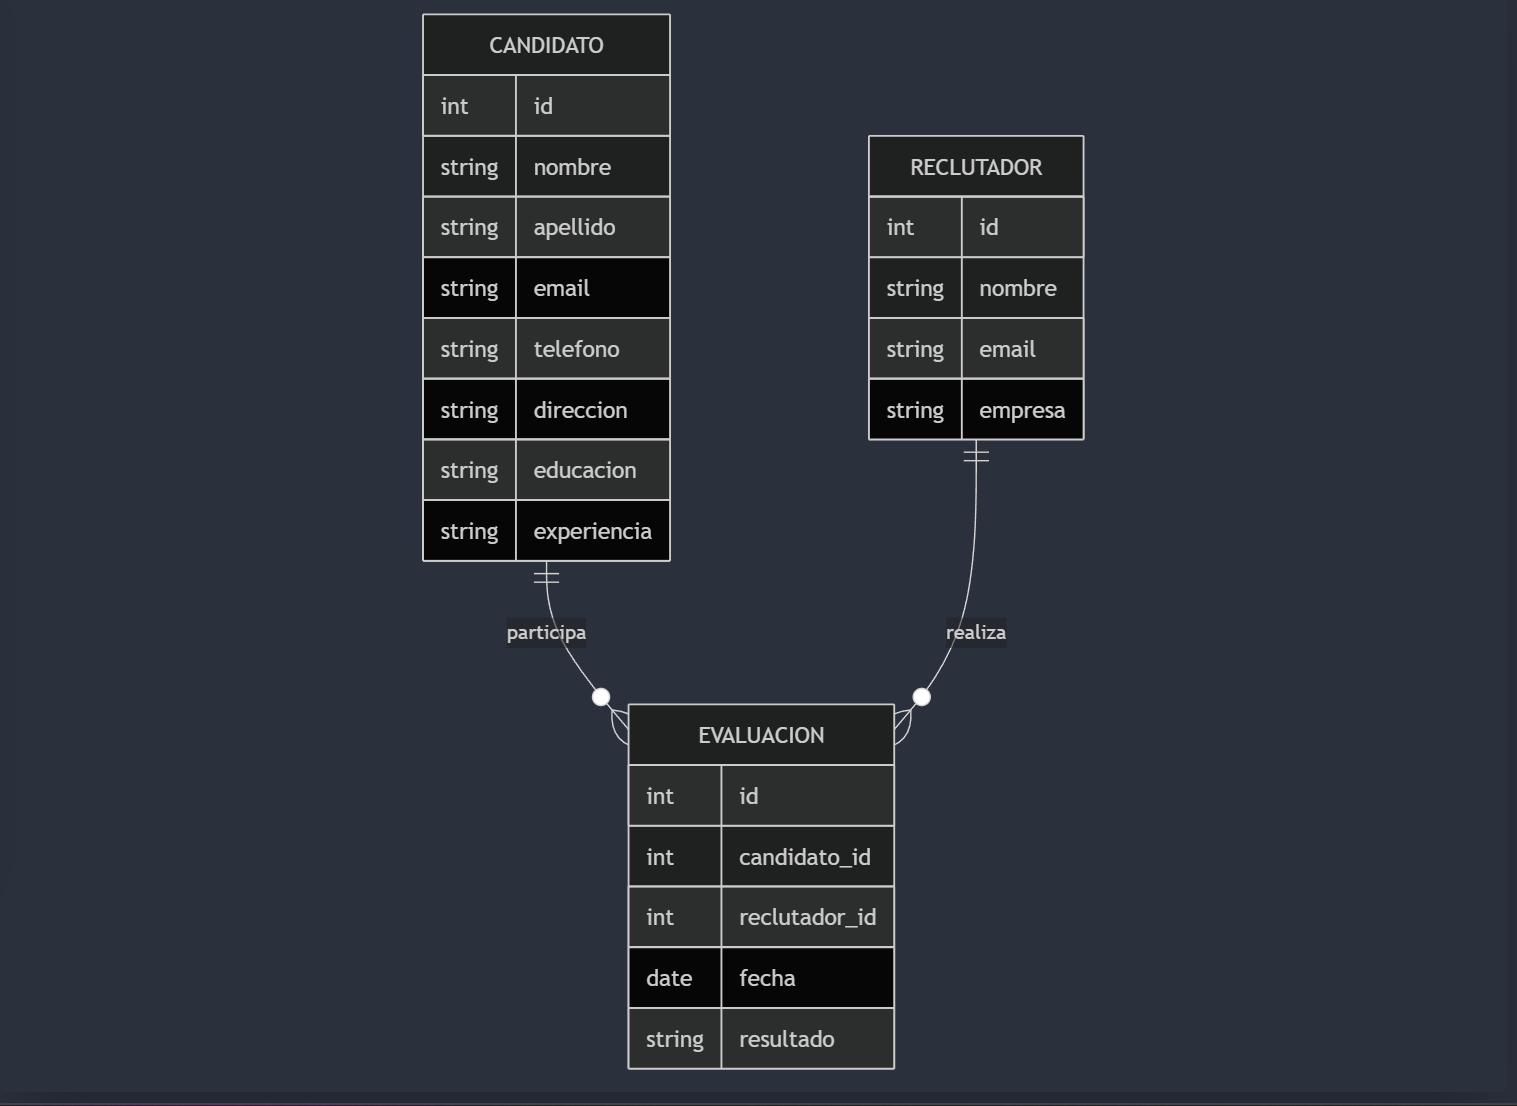 CANDIDATO
int id
string nombre
string apellido
string email
string telefono
string direccion
string educacion
string experiencia
RECLUTADOR
int id
string nombre
string email
string empresa
participa
realiza
EVALUACION
int id
int candidato_id
int reclutador_id
date fecha
string resultado